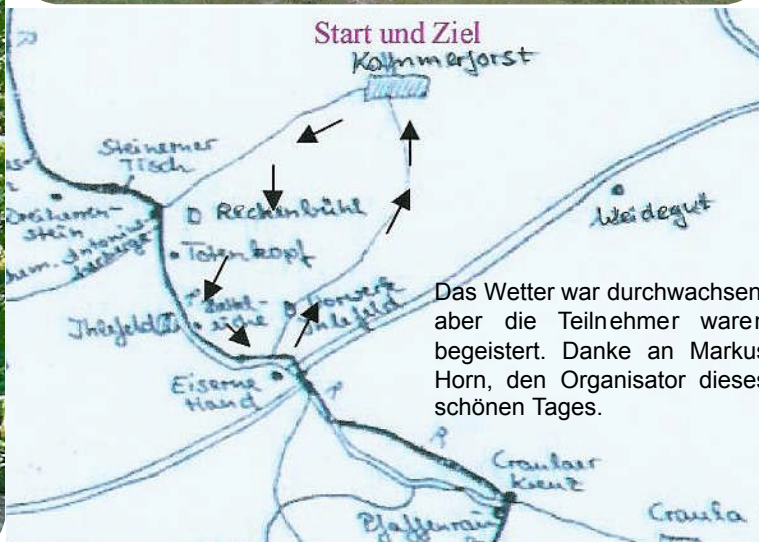 Start und Ziel
Kammerforst
Steinerner
Tisch
Reckenbühl
Dreiherren-
stein
Antonius
Totenkopf
Weidegut
Ihlefeld
Vorwerk
Ihlefeld
Das Wetter war durchwachsen,
aber die Teilnehmer waren
begeistert. Danke an Markus
Horn, den Organisator dieses
schönen Tages.
Eiserne
Hand
Craulaer
Kreuz
Craula